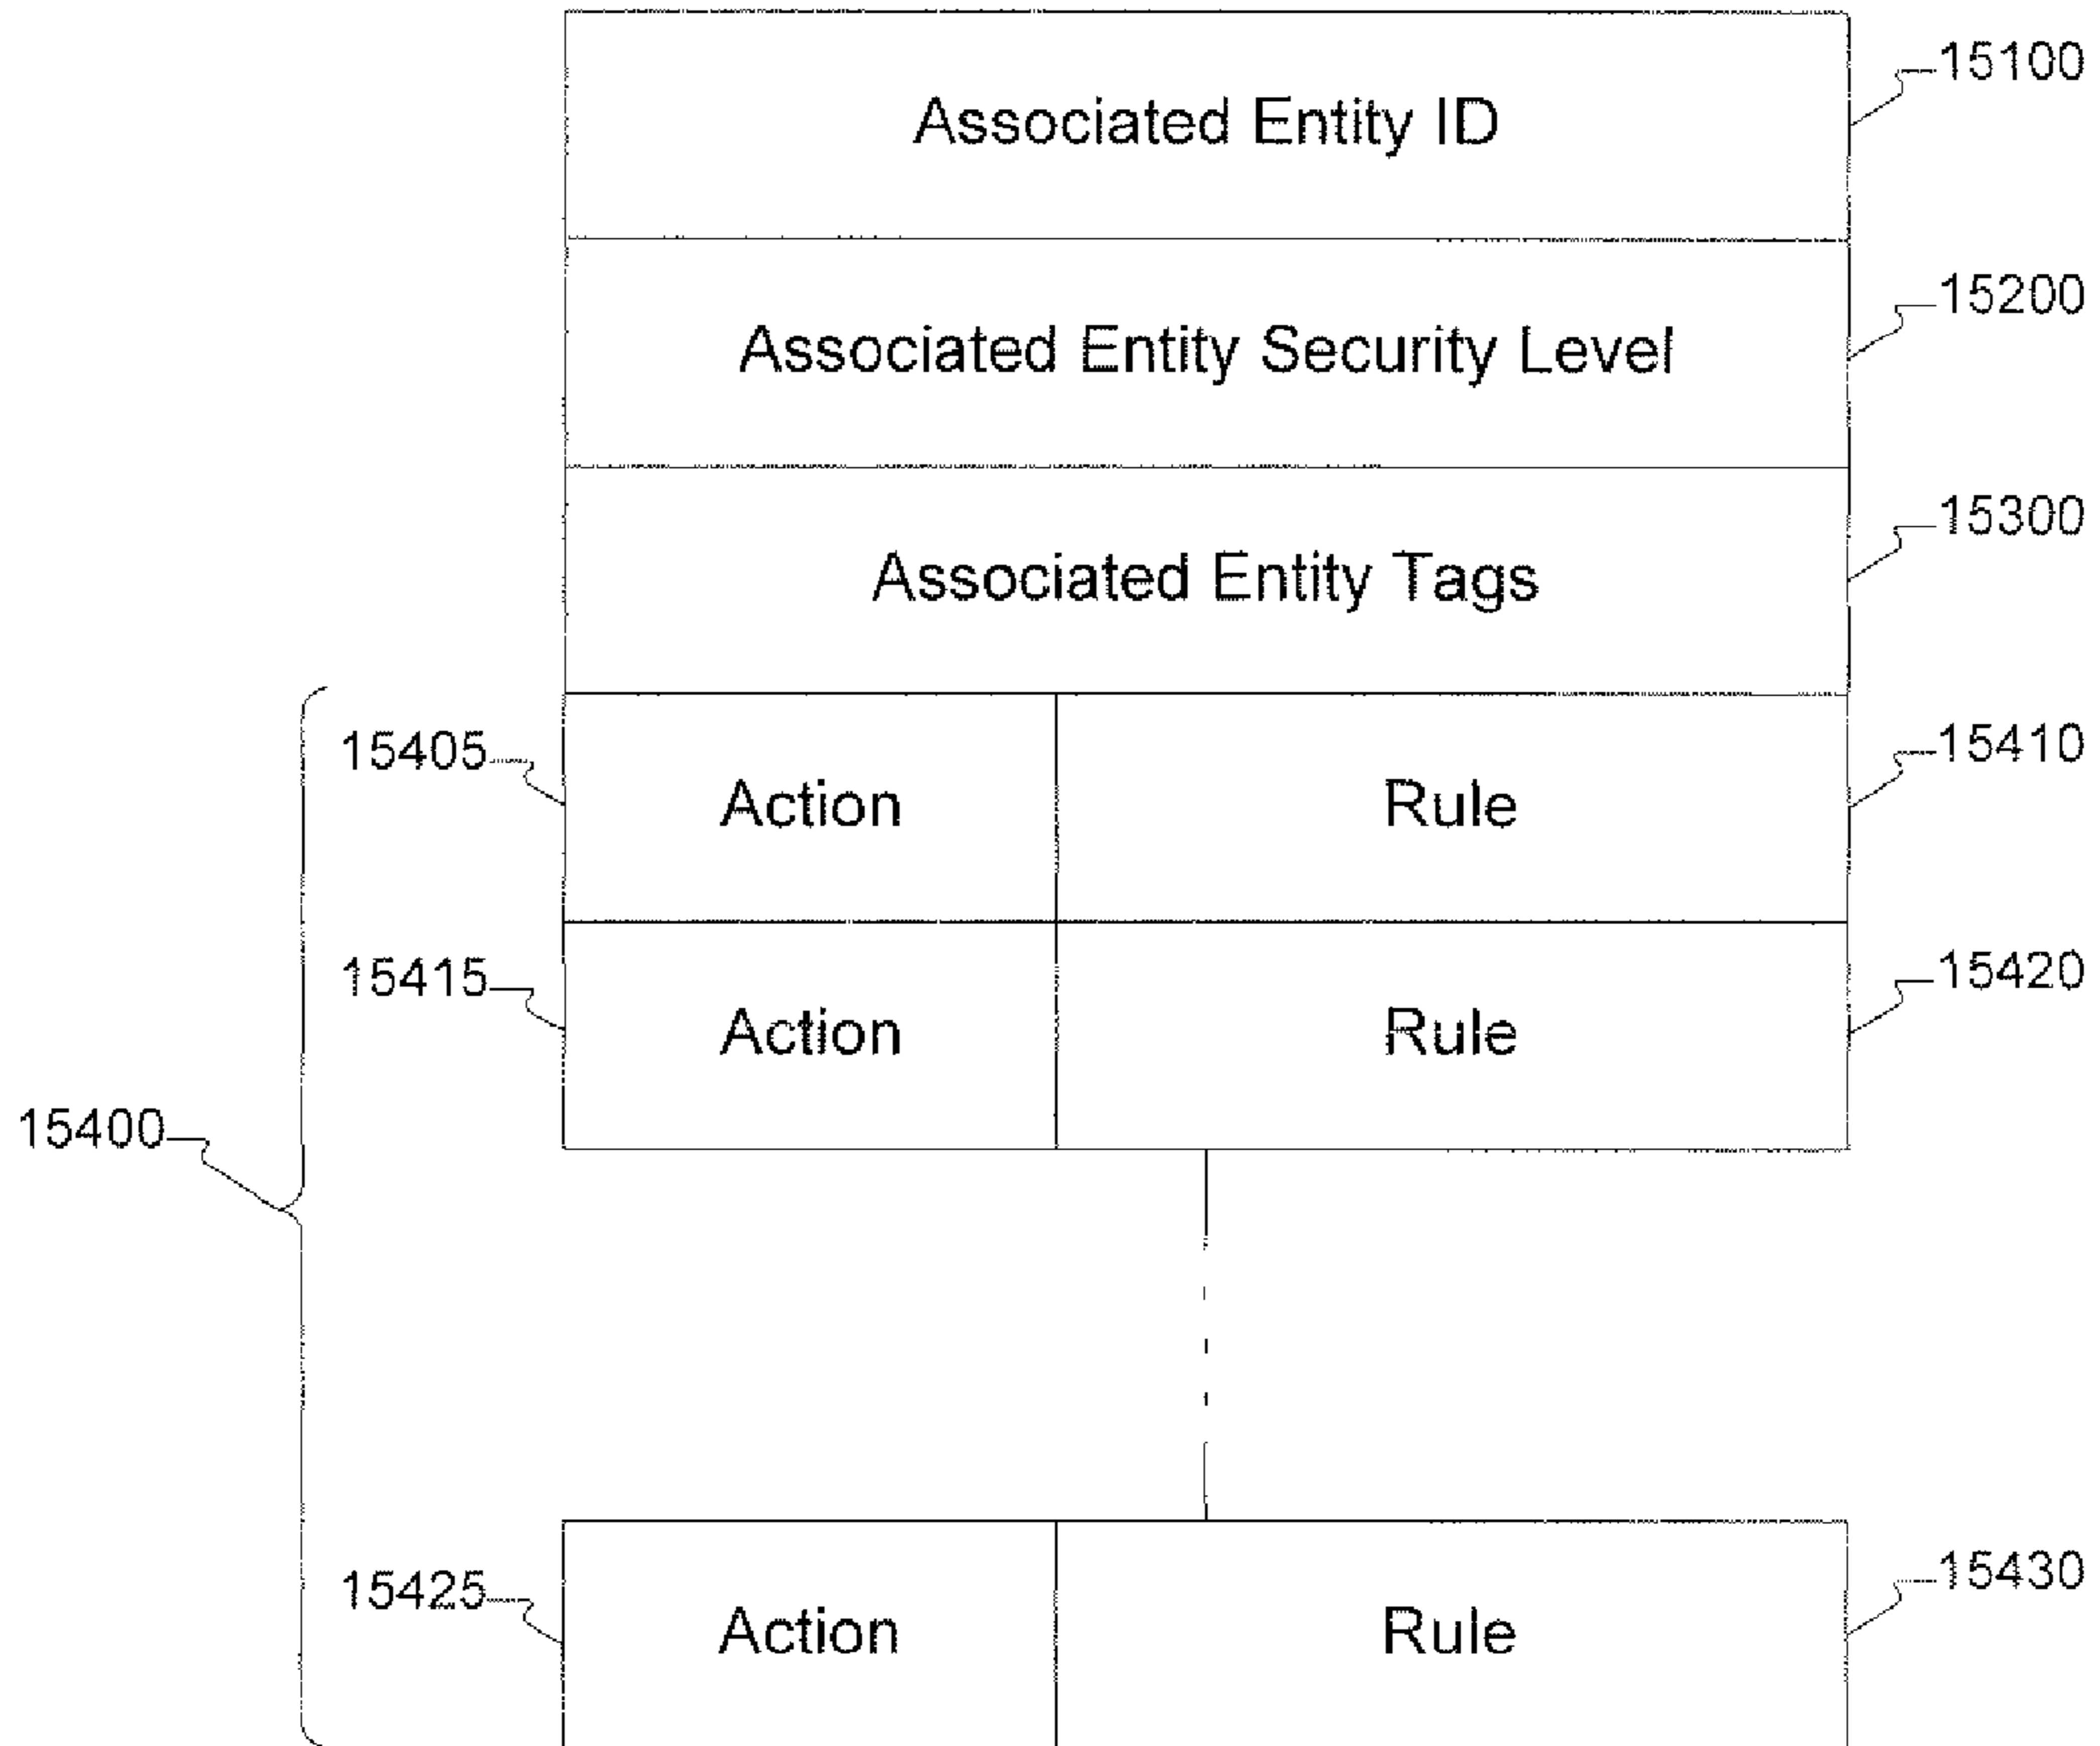 15100
Associated Entity ID
15200
Associated Entity Security Level
15300
Associated Entity Tags
15405 Action Rule 15410
15415 Action Rule 15420
15400
15425 Action Rule 15430